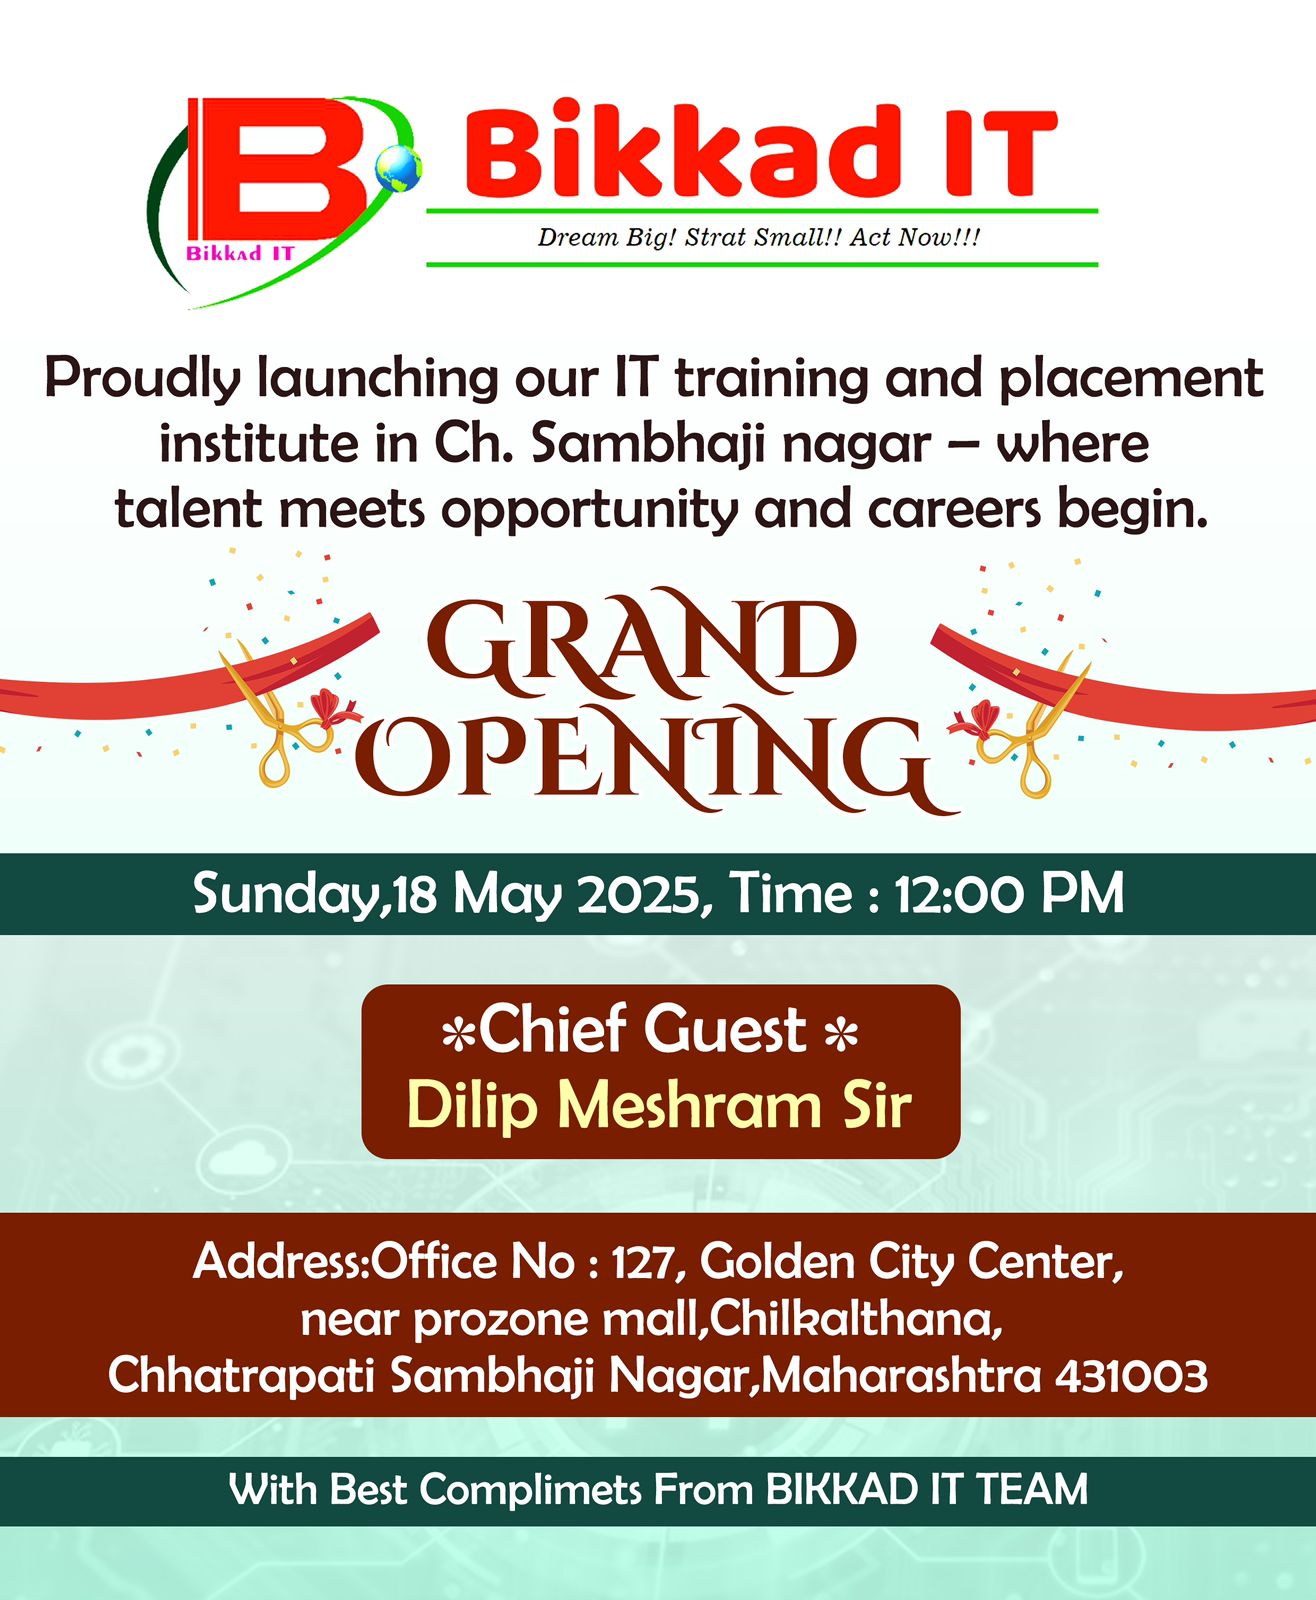 Bikkad IT
Bikkad IT
Dream Big! Strat Small!! Act Now!!!
Proudly launching our IT training and placement
institute in Ch. Sambhaji nagar – where
talent meets opportunity and careers begin.
GRAND
OPENING
Sunday,18 May 2025, Time : 12:00 PM
*Chief Guest *
Dilip Meshram Sir
Address:Office No : 127, Golden City Center,
near prozone mall,Chilkalthana,
Chhatrapati Sambhaji Nagar,Maharashtra 431003
With Best Complimets From BIKKAD IT TEAM